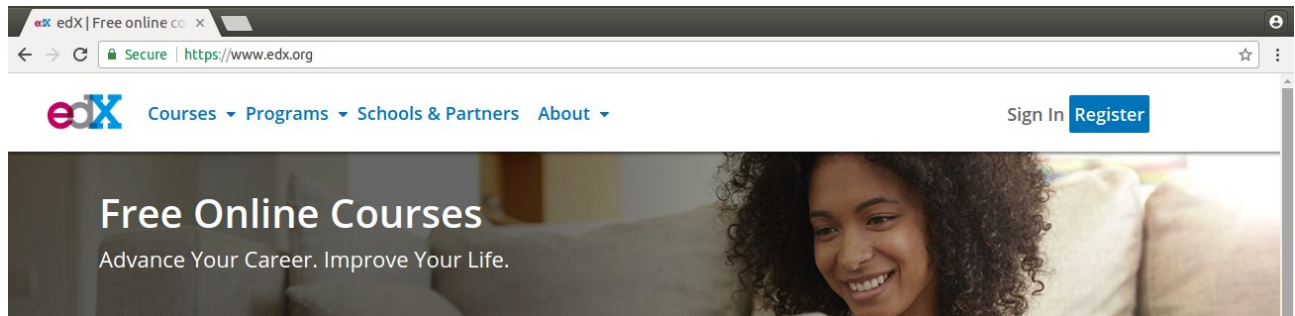 edX edX | Free online co
Secure | https://www.edx.org
edX Courses Programs Schools & Partners About Sign In Register
Free Online Courses
Advance Your Career. Improve Your Life.